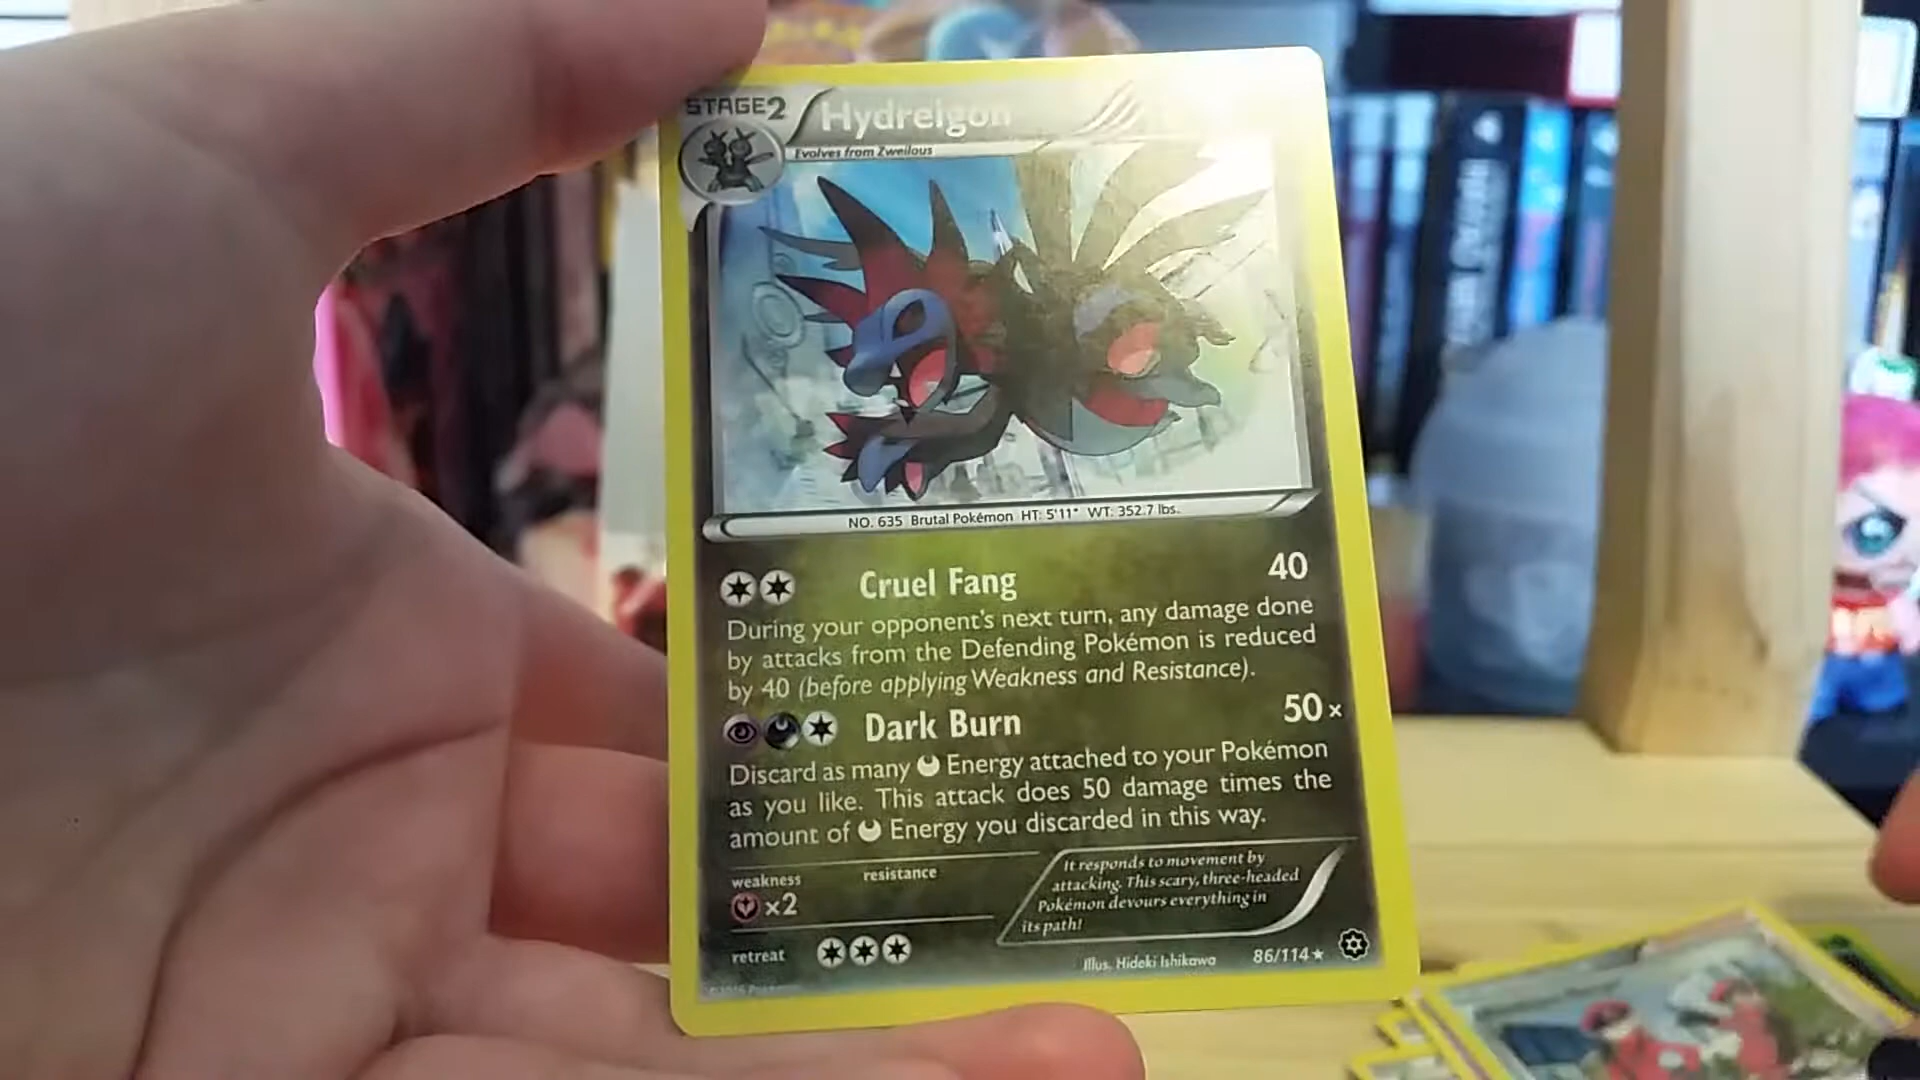 STAGE2
Hydreigon
Evolves from Zweilous
NO. 635 Brutal Pokémon HT: 5'11" WT: 352.7 lbs.
Cruel Fang 40
During your opponent's next turn, any damage done
by attacks from the Defending Pokémon is reduced
by 40 (before applying Weakness and Resistance).
Dark Burn 50x
Discard as many Energy attached to your Pokémon
as you like. This attack does 50 damage times the
amount of Energy you discarded in this way.
weakness resistance
x2
It responds to movement by
attacking. This scary, three-headed
Pokémon devours everything in
its path!
retreat
Illus. Hideki Ishikawa 86/114